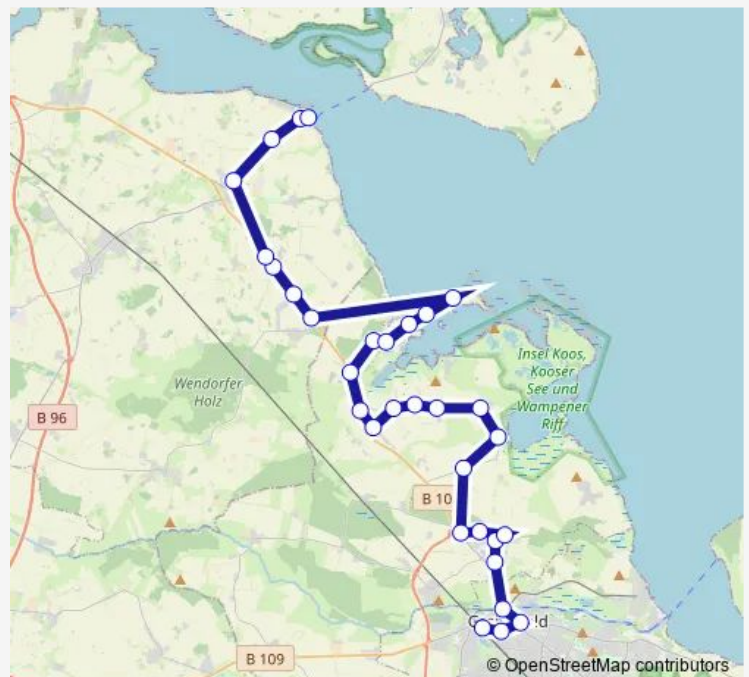 Wendorfer
Holz
Insel Koos,
Kooser
See und
Wampener
Riff
B 96
B 10
B 109
© OpenStreetMap contributors